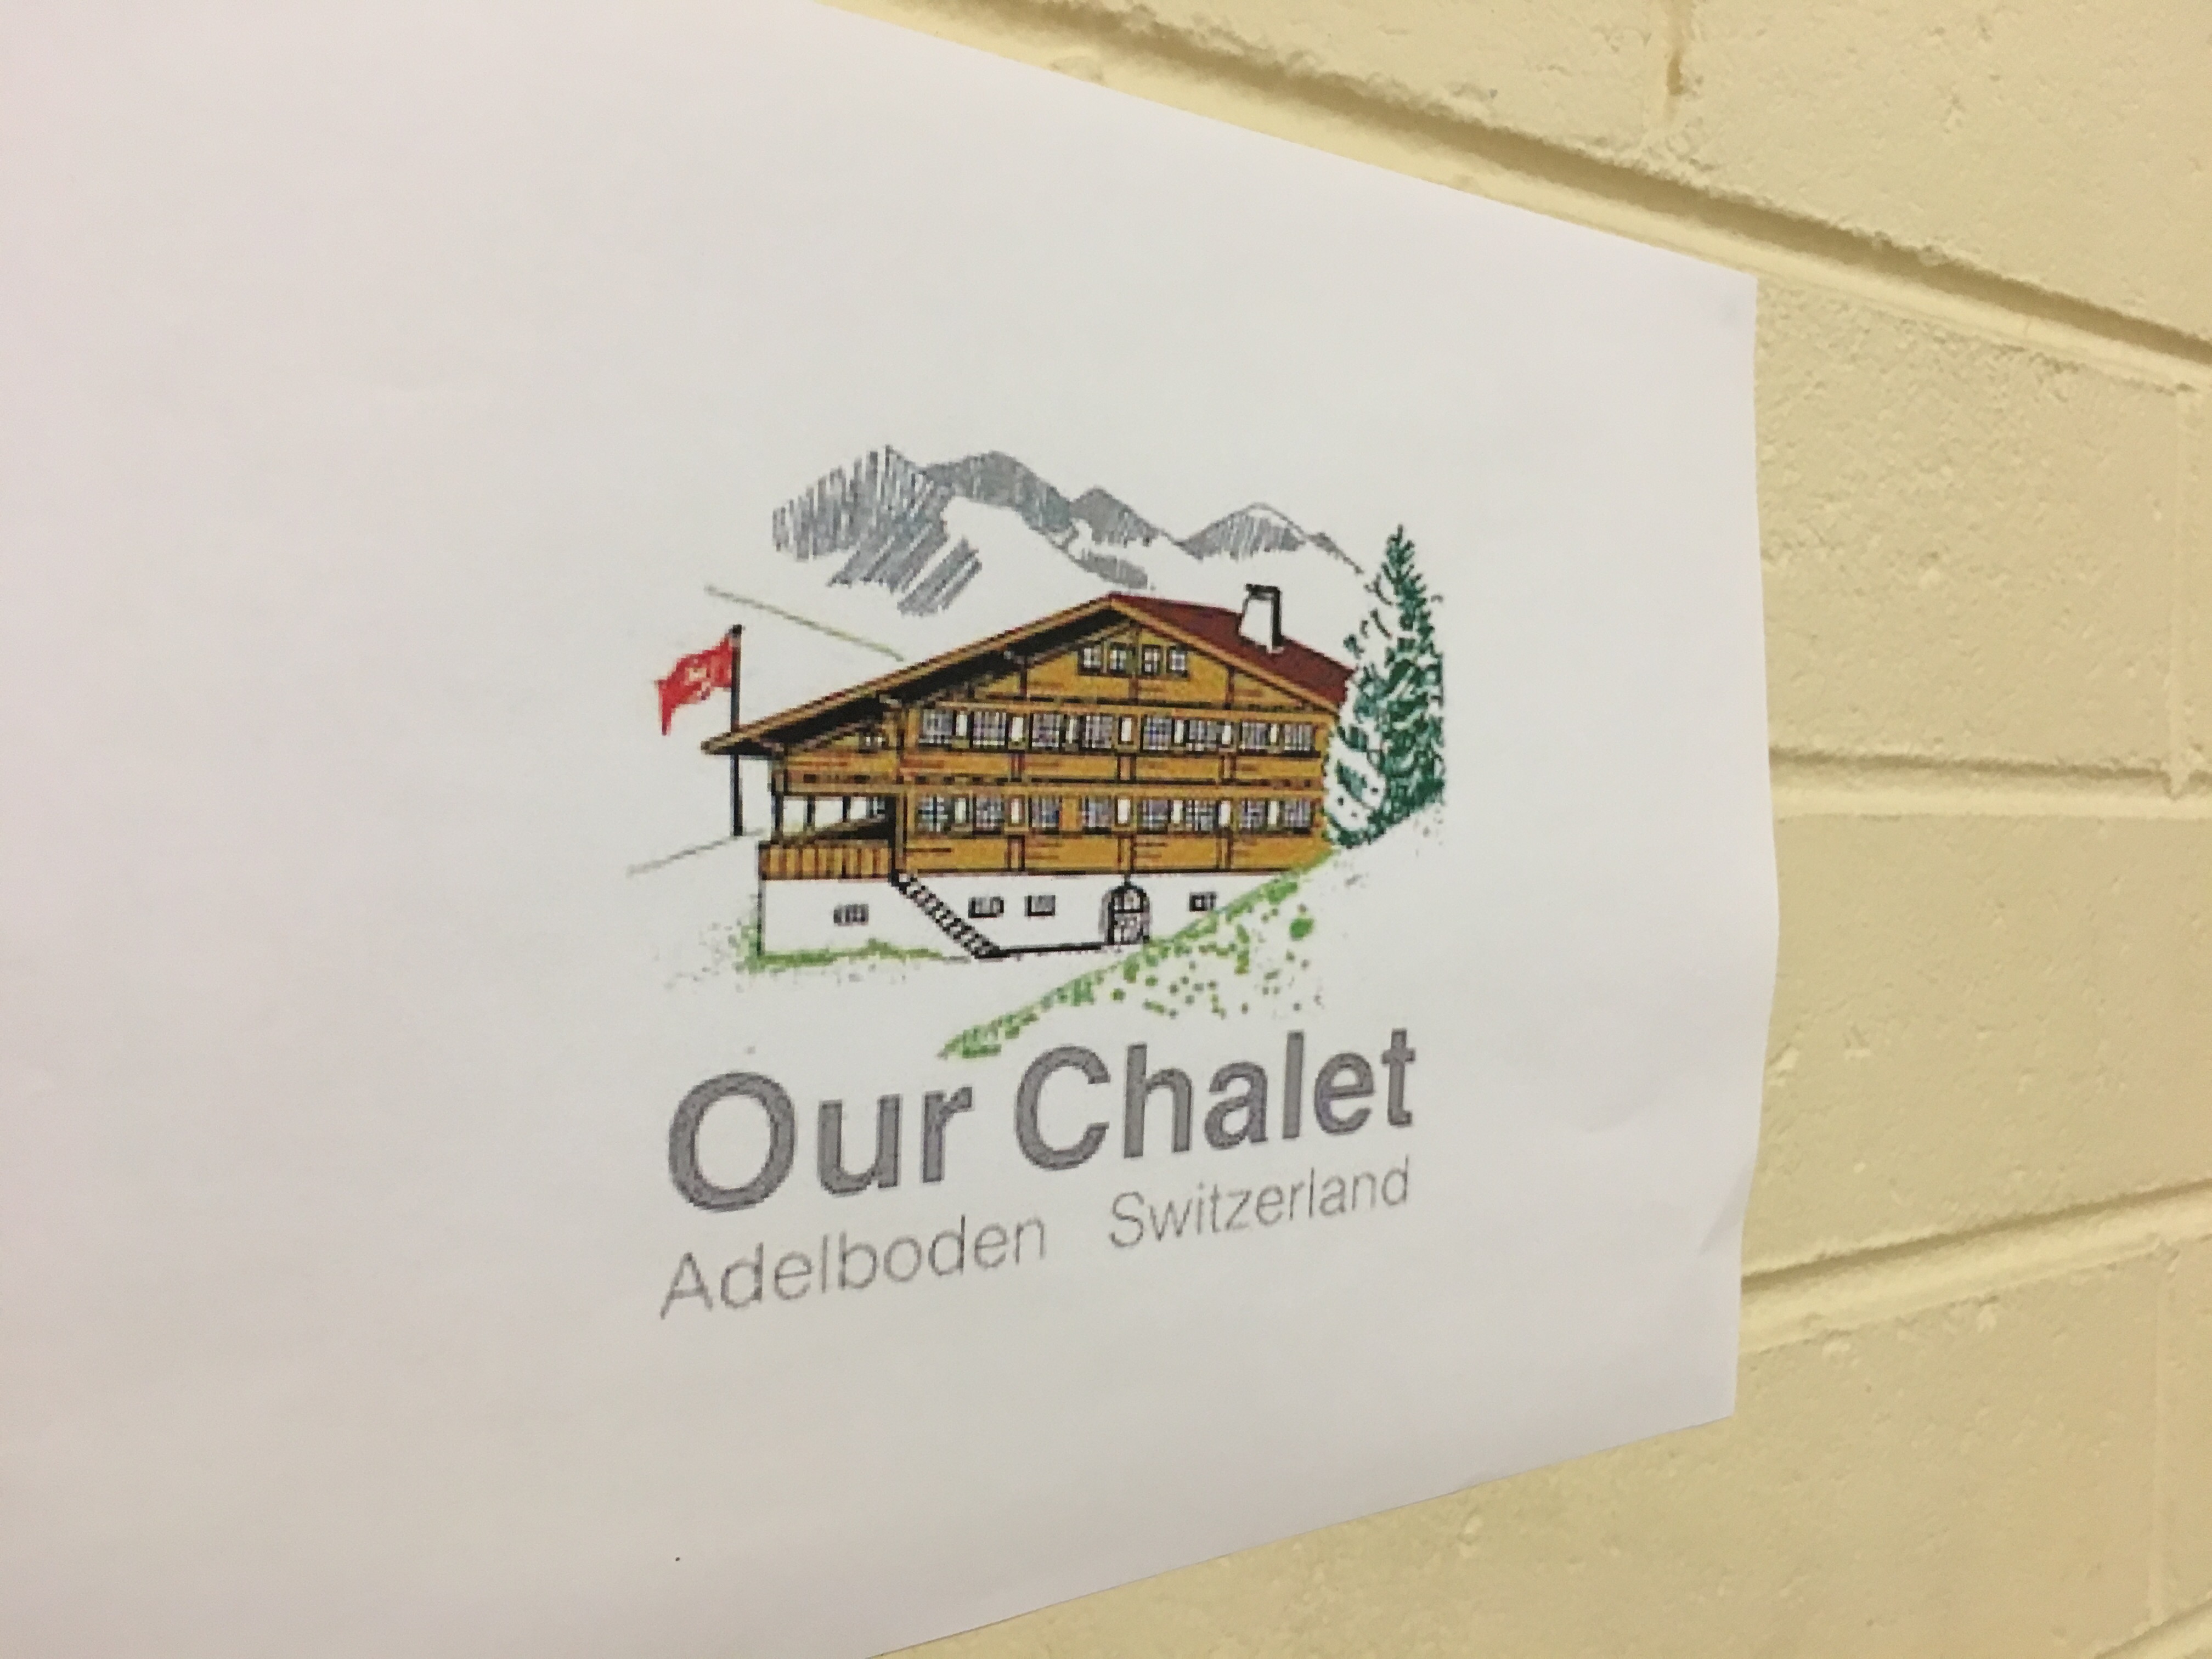 Our Chalet
Adelboden Switzerland